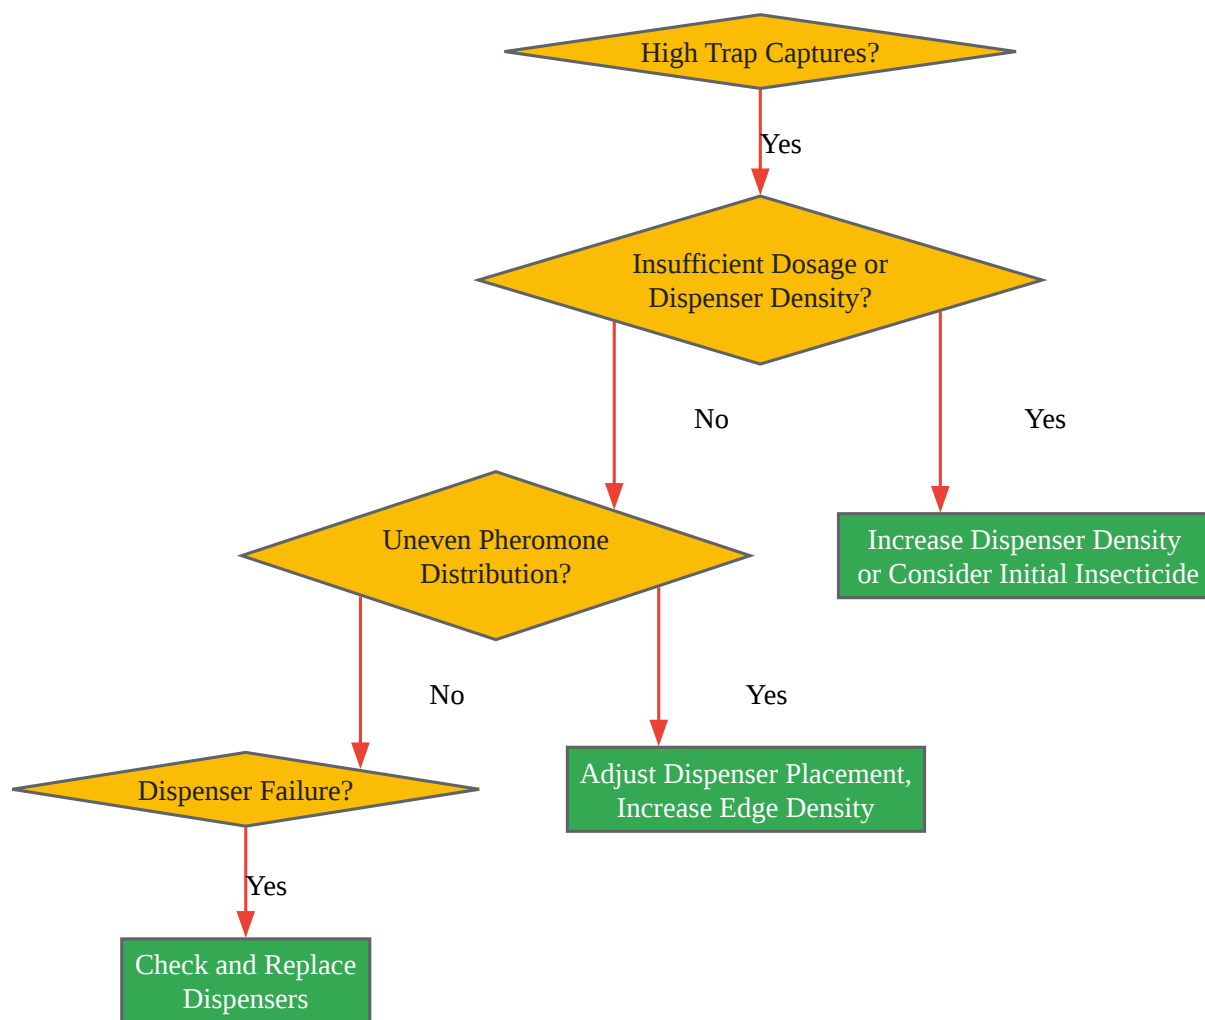 High Trap Captures?
Yes
Insufficient Dosage or
Dispenser Density?
No
Yes
Uneven Pheromone
Distribution?
Increase Dispenser Density
or Consider Initial Insecticide
No
Yes
Dispenser Failure?
Adjust Dispenser Placement,
Increase Edge Density
Yes
Check and Replace
Dispensers